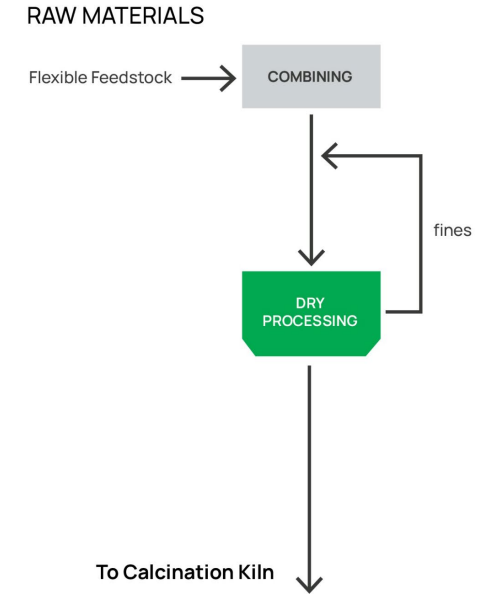 RAW MATERIALS
Flexible Feedstock
COMBINING
fines
DRY
PROCESSING
To Calcination Kiln